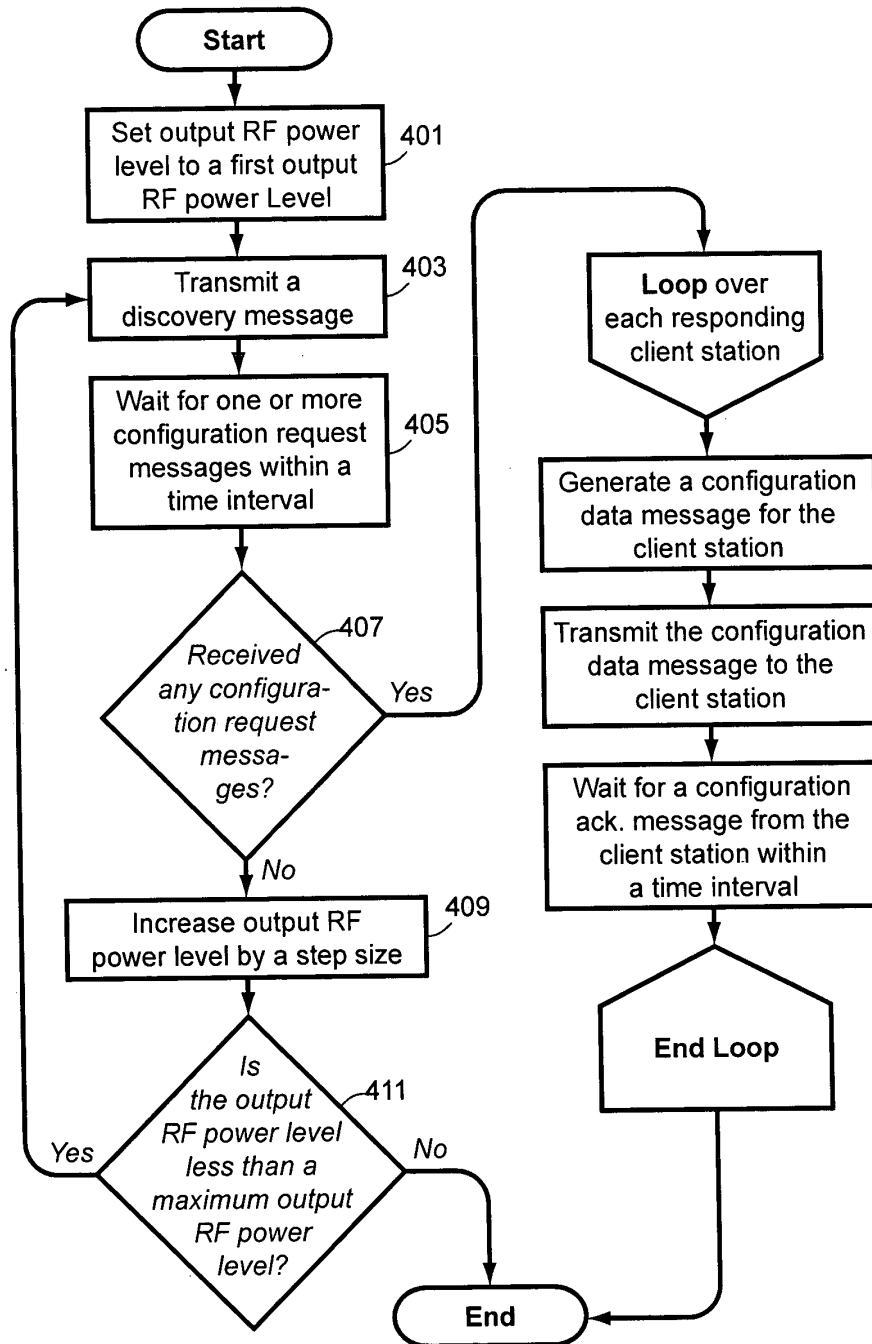 Start
Set output RF power
level to a first output
RF power Level
401
Transmit a
discovery message
403
Wait for one or more
configuration request
messages within a
time interval
405
Received
any configura-
tion request
messa-
ges?
407
Yes
No
Increase output RF
power level by a step size
409
Is
the output
RF power level
less than a
maximum output
RF power
level?
411
Yes
No
Loop over
each responding
client station
Generate a configuration
data message for the
client station
Transmit the configuration
data message to the
client station
Wait for a configuration
ack. message from the
client station within
a time interval
End Loop
End